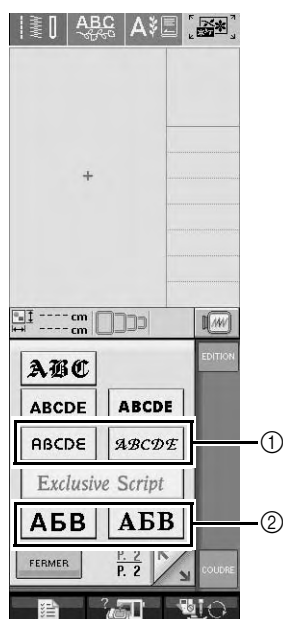 ABC A
---- cm
---- cm
EDITION
ABC
ABCDE ABCDE
ABCDE ABCDE ①
Exclusive Script
АБВ АБВ ②
FERMER P. 2
P. 2
COUDRE
?